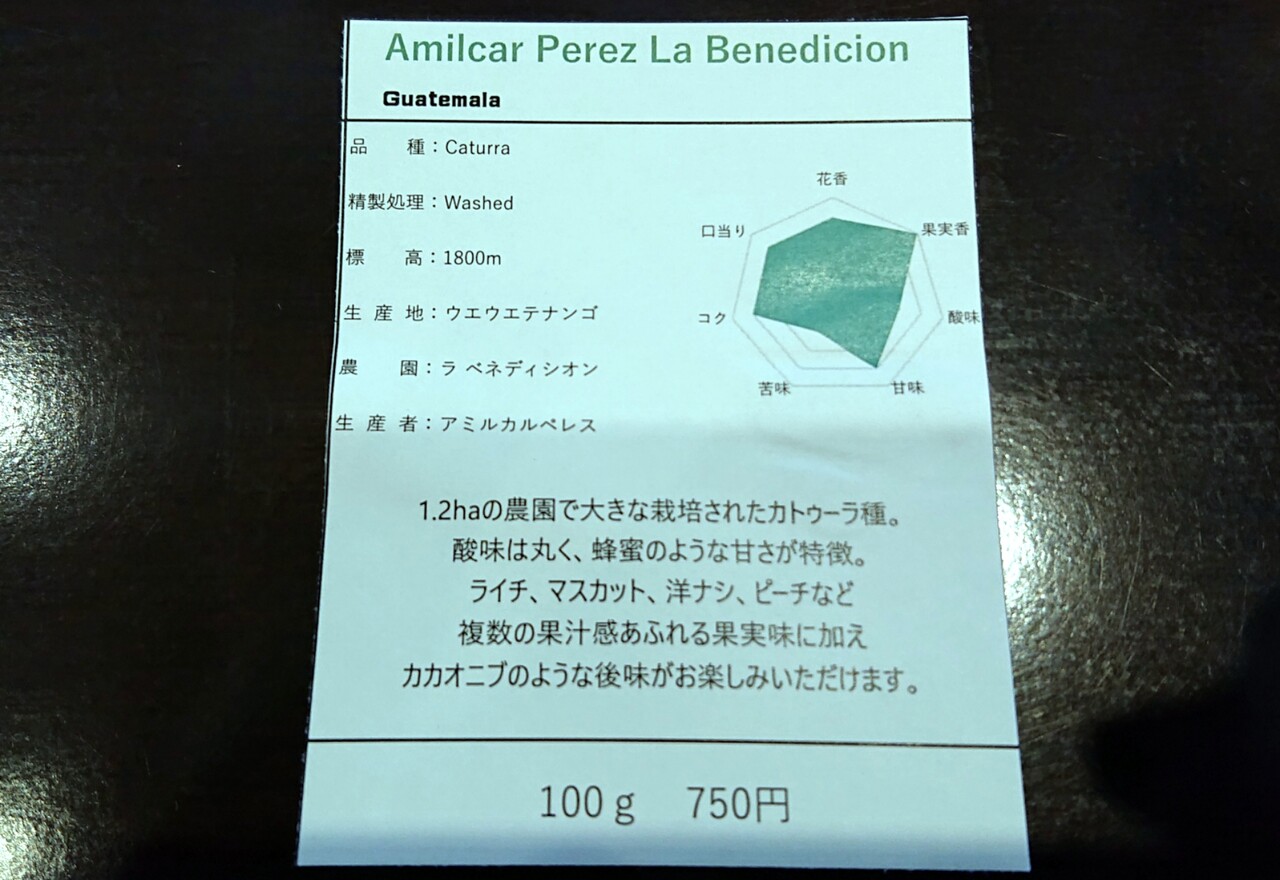 Amilcar Perez La Benedicion
Guatemala
品　種：Caturra
精製処理：Washed
標　高：1800m
生 産 地：ウエウエテナンゴ
農　園：ラ ベネディシオン
生 産 者：アミルカルペレス
花香
果実香
酸味
甘味
苦味
コク
口当り
1.2haの農園で大きな栽培されたカトゥーラ種。
酸味は丸く、蜂蜜のような甘さが特徴。
ライチ、マスカット、洋ナシ、ピーチなど
複数の果汁感あふれる果実味に加え
カカオニブのような後味がお楽しみいただけます。
100g　750円